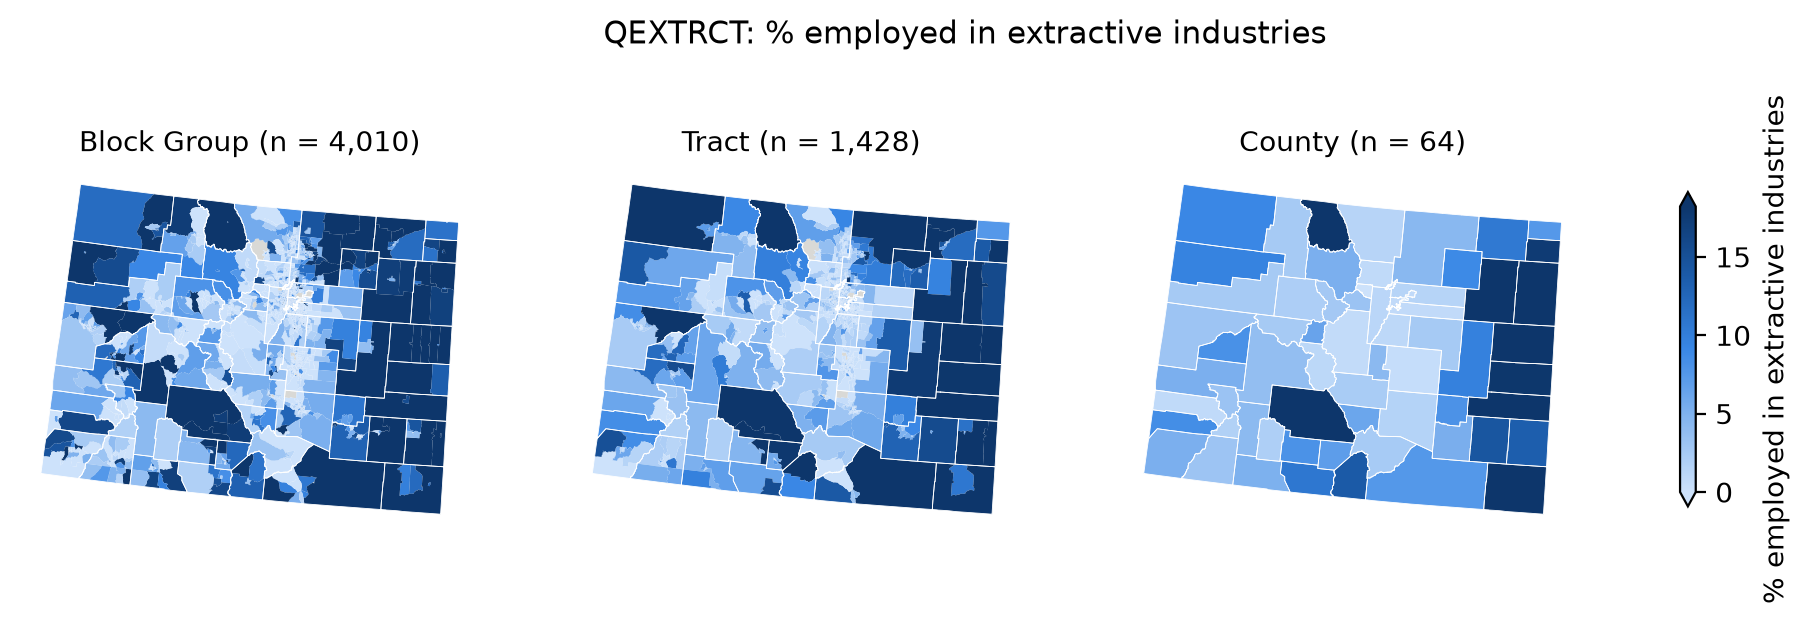 QEXTRCT: % employed in extractive industries
Block Group (n = 4,010)
Tract (n = 1,428)
County (n = 64)
15
10
5
0
% employed in extractive industries